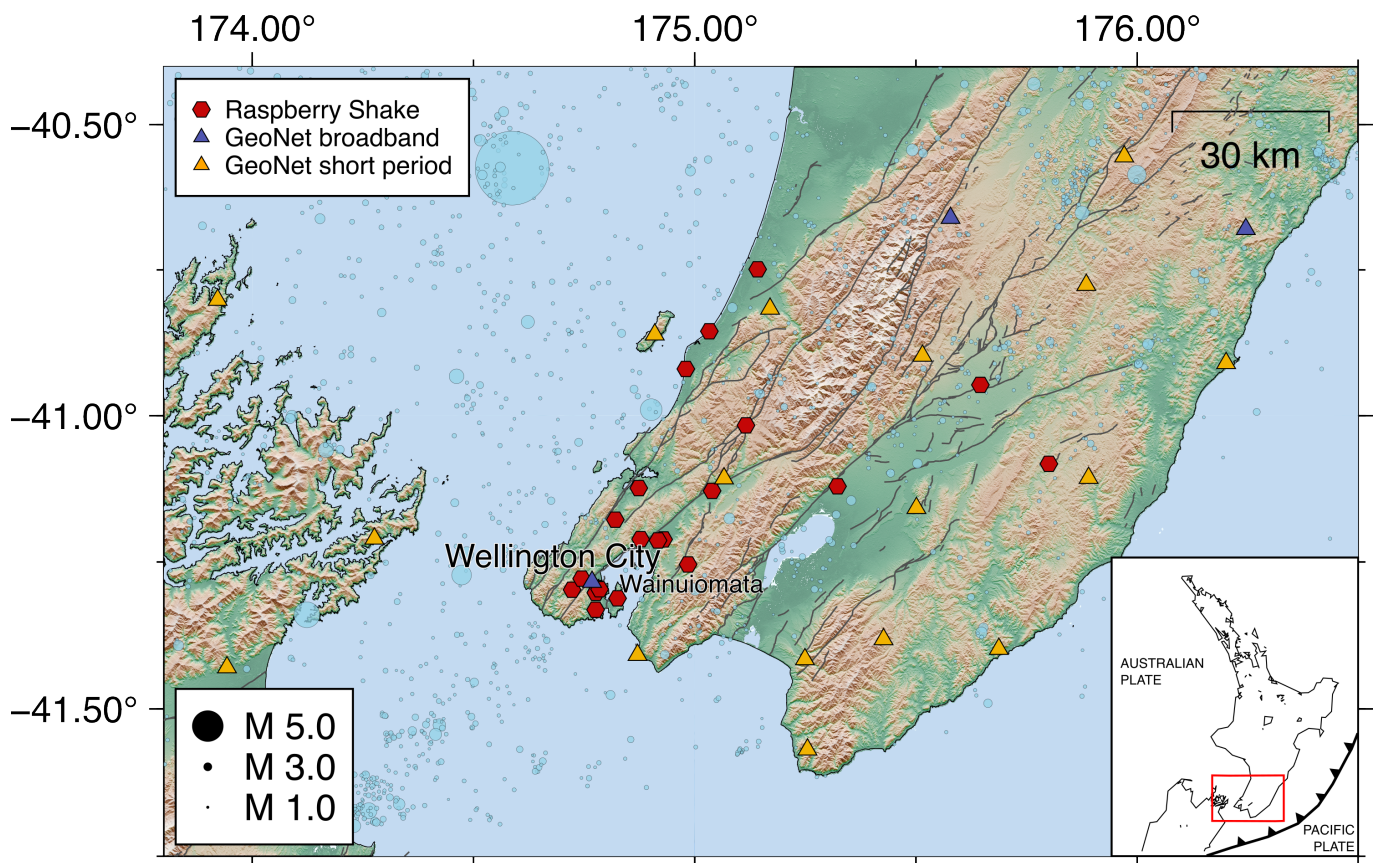 174.00° 175.00° 176.00°
Raspberry Shake
GeoNet broadband
GeoNet short period
−40.50°
30 km
−41.00°
Wellington City
Wainuiomata
−41.50°
M 5.0
M 3.0
M 1.0
AUSTRALIAN
PLATE
PACIFIC
PLATE